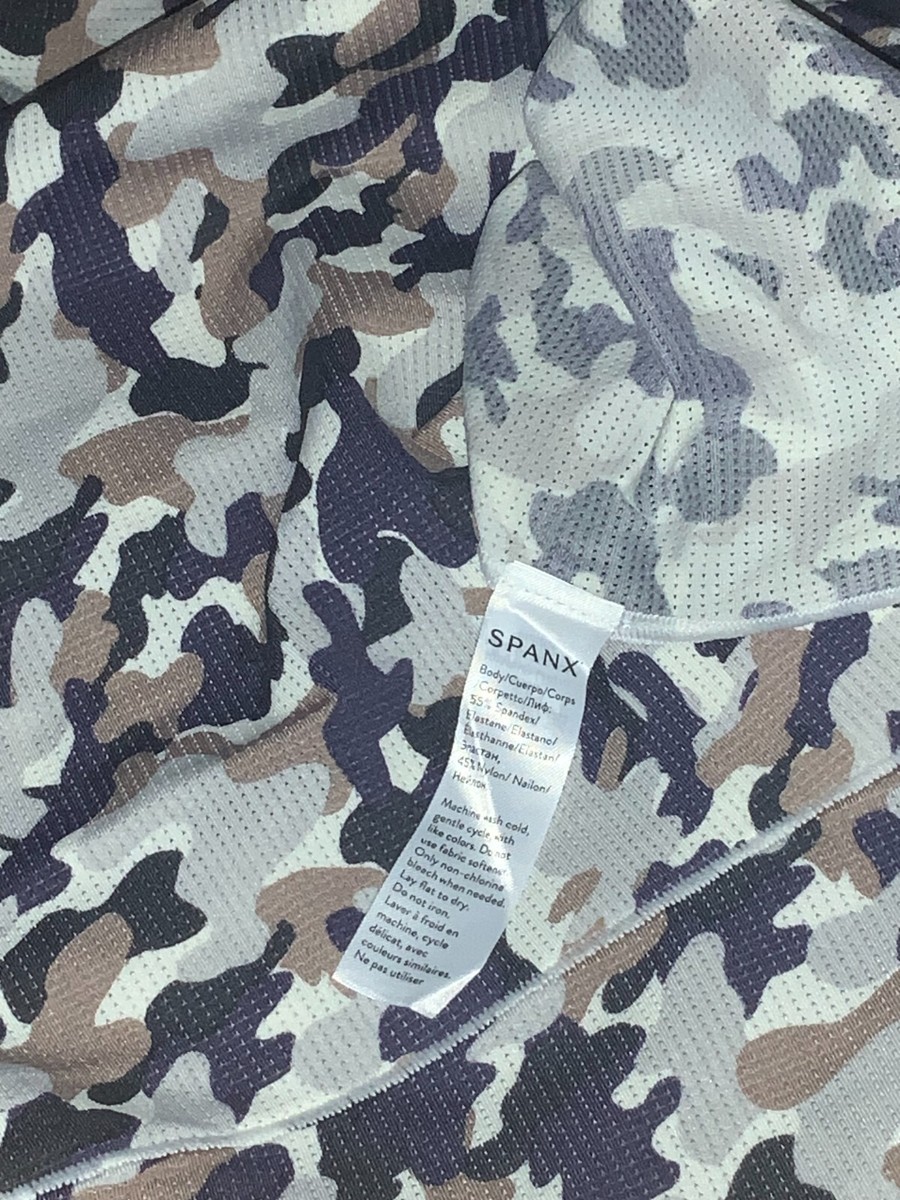 SPANX
Body/Cuerpo/Corps
/Corpetto/Лиф:
55% Spandex/
Elastene/Elastano/
Elasthanne/Elastan/
Эластан,
45% Nylon/ Nailon/
Нейлон
Machine wash cold,
gentle cycle with
like colors. Do not
use fabric softener.
Only non-chlorine
bleach when needed.
Lay flat to dry.
Do not iron.
Laver à froid en
machine, cycle
délicat, avec
couleurs similaires.
Ne pas utiliser